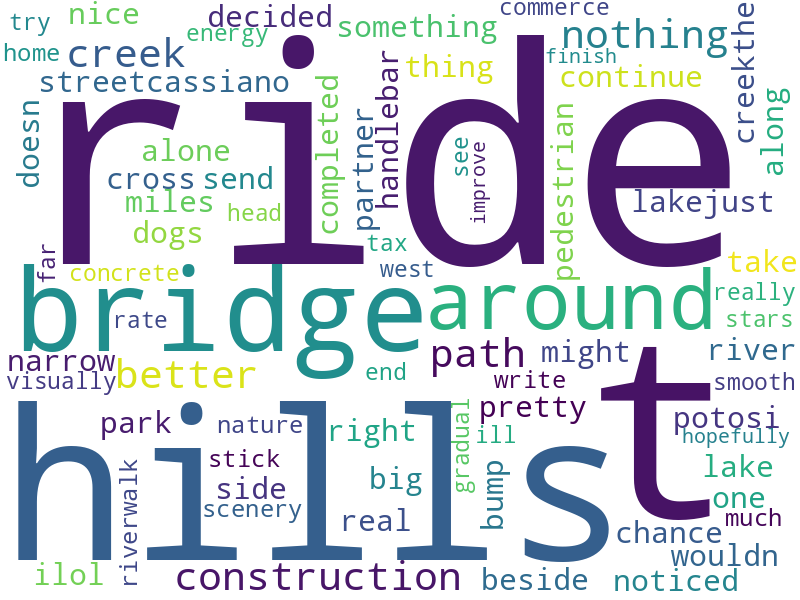 commerce
try nice decided something nothing
home energy finish
creek thing continue
streetcassiano
ride
doesn
alone completed partner handlebar see improve pedestrian creekthe along
cross send
miles head lakejust
dogs
far tax
concrete west take
bridge around really
rate stars
narrow path might river
visually better end write smooth
hills t
park nature right stick gradual ill pretty potosi
hopefully
riverwalk side big bump lake
scenery one
real much
chance
wouldn
ilol construction beside noticed